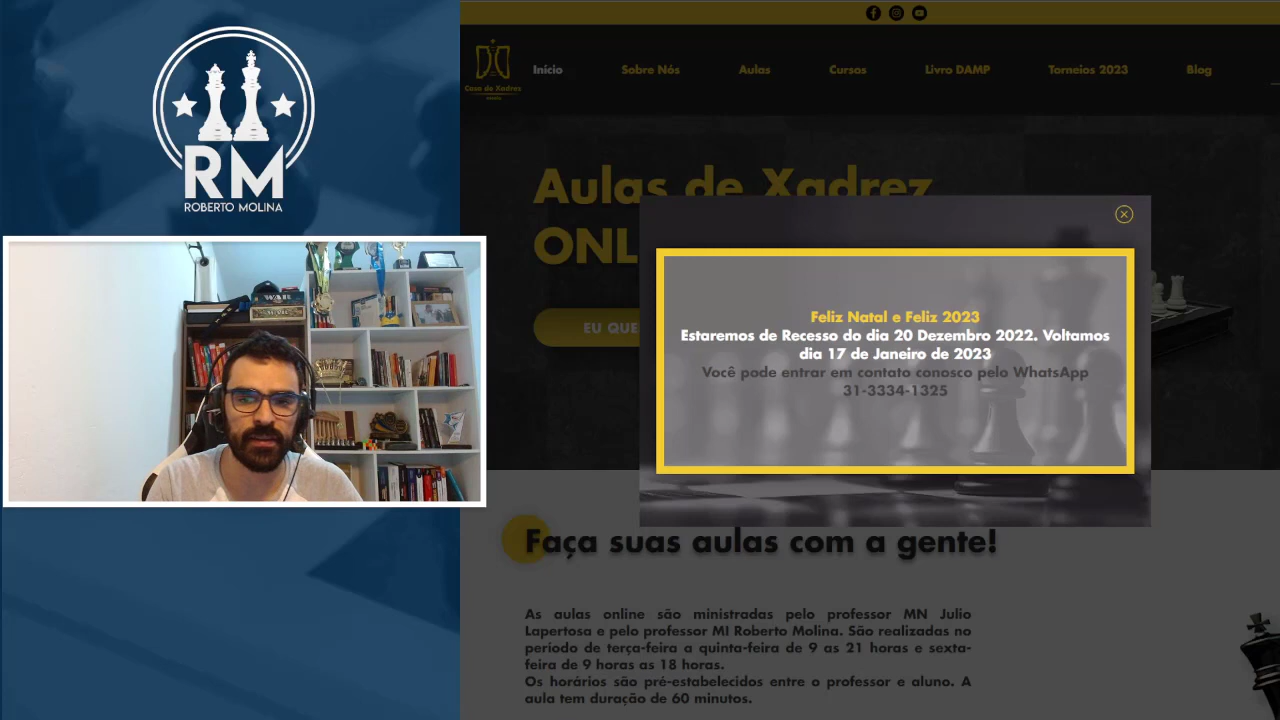 RM
ROBERTO MOLINA
Casa do Xadrez
Início
Sobre Nós
Aulas
Cursos
Livro DAMP
Torneios 2023
Blog
Aulas de Xadrez
ONL
EU QUE
Feliz Natal e Feliz 2023
Estaremos de Recesso do dia 20 Dezembro 2022. Voltamos
dia 17 de Janeiro de 2023
Você pode entrar em contato conosco pelo WhatsApp
31-3334-1325
Faça suas aulas com a gente!
As aulas online são ministradas pelo professor MN Julio
Lapertosa e pelo professor MI Roberto Molina. São realizadas no
período de terça-feira a quinta-feira de 9 as 21 horas e sexta-
feira de 9 horas as 18 horas.
Os horários são pré-estabelecidos entre o professor e aluno. A
aula tem duração de 60 minutos.